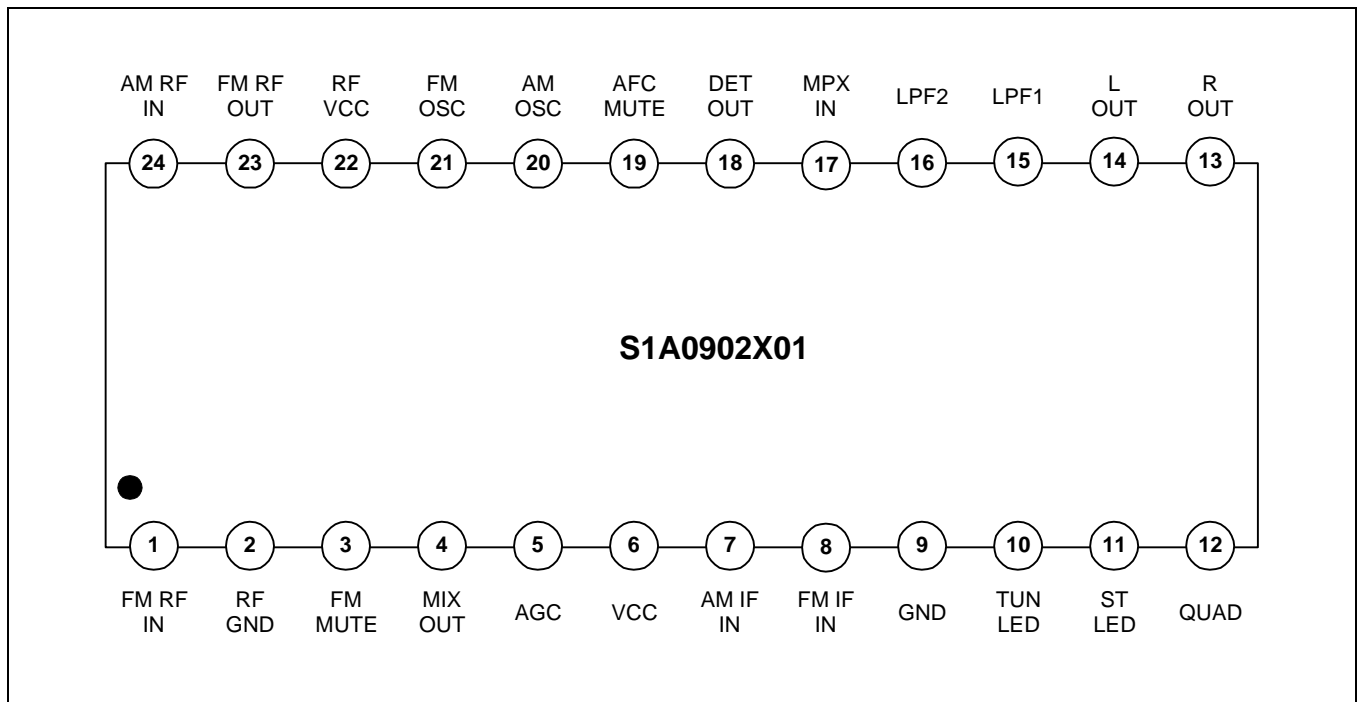 AM RF FM RF RF FM AM AFC DET MPX LPF2 LPF1 L R
IN OUT VCC OSC OSC MUTE OUT IN OUT OUT
24 23 22 21 20 19 18 17 16 15 14 13
S1A0902X01
1 2 3 4 5 6 7 8 9 10 11 12
FM RF RF FM MIX AGC VCC AM IF FM IF GND TUN ST QUAD
IN GND MUTE OUT IN IN LED LED